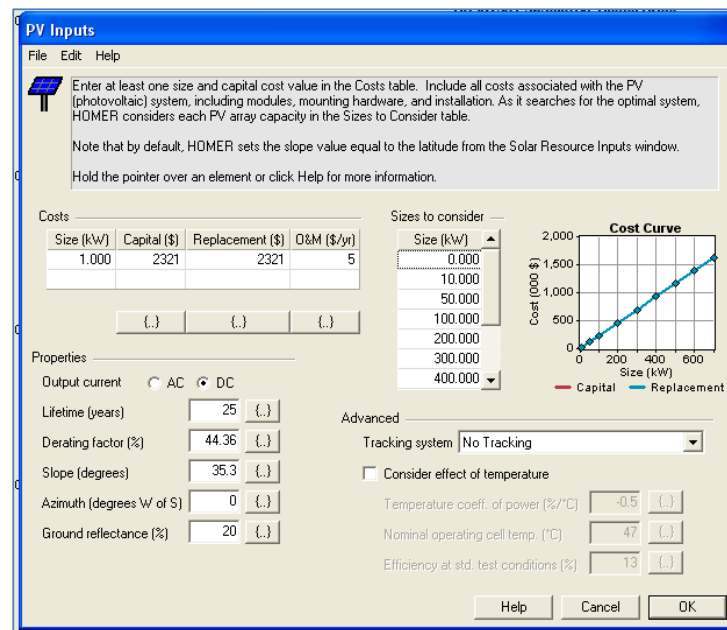 PV Inputs
File Edit Help
Enter at least one size and capital cost value in the Costs table. Include all costs associated with the PV
(photovoltaic) system, including modules, mounting hardware, and installation. As it searches for the optimal system,
HOMER considers each PV array capacity in the Sizes to Consider table.
Note that by default, HOMER sets the slope value equal to the latitude from the Solar Resource Inputs window.
Hold the pointer over an element or click Help for more information.
Costs
Size (kW) Capital ($) Replacement ($) O&M ($/yr)
1.000 2321 2321 5
{..} {..} {..}
Sizes to consider
Size (kW)
0.000
10.000
50.000
100.000
200.000
300.000
400.000
Cost Curve
Cost (000 $)
2,000
1,500
1,000
500
0
0 200 400 600
Size (kW)
Capital Replacement
Properties
Output current AC DC
Lifetime (years) 25 {..}
Derating factor (%) 44.36 {..}
Slope (degrees) 35.3 {..}
Azimuth (degrees W of S) 0 {..}
Ground reflectance (%) 20 {..}
Advanced
Tracking system No Tracking
Consider effect of temperature
Temperature coeff. of power (%/°C) -0.5 {..}
Nominal operating cell temp. (°C) 47 {..}
Efficiency at std. test conditions (%) 13 {..}
Help Cancel OK